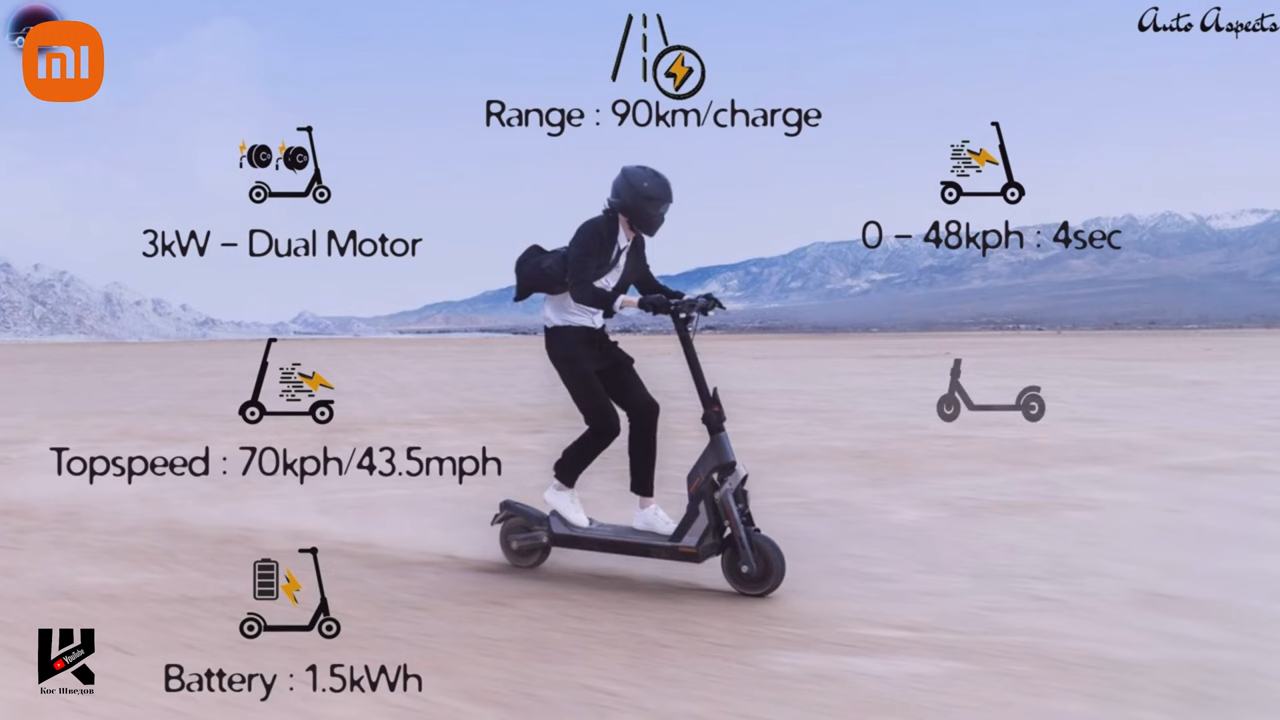 mi
Auto Aspects
Range : 90km/charge
3kW – Dual Motor
0 – 48kph : 4sec
Topspeed : 70kph/43.5mph
Battery : 1.5kWh
YouTube
Кос Шведов